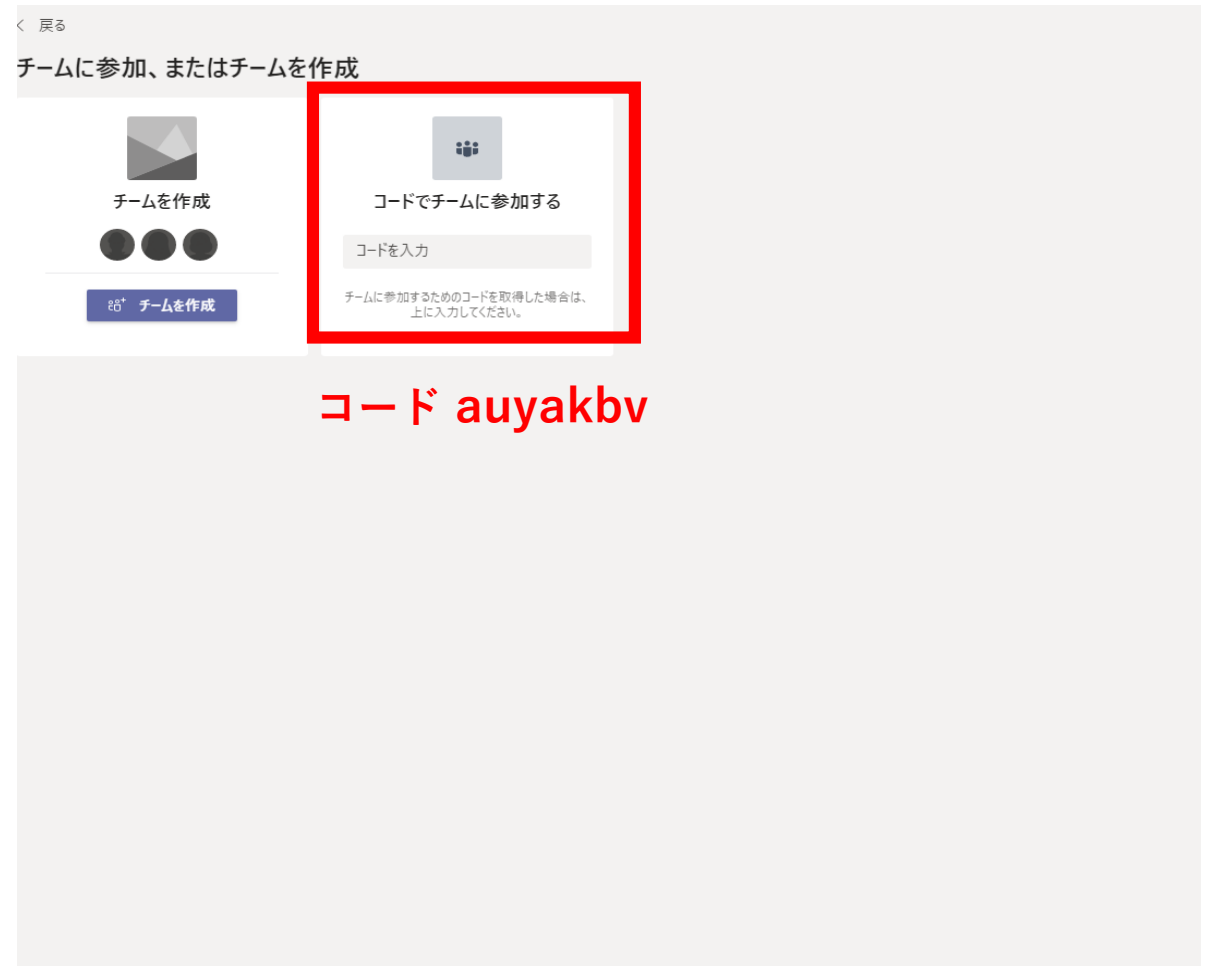 < 戻る
チームに参加、またはチームを作成
チームを作成
チームを作成
コードでチームに参加する
コードを入力
チームに参加するためのコードを取得した場合は、
上に入力してください。
コード auyakbv